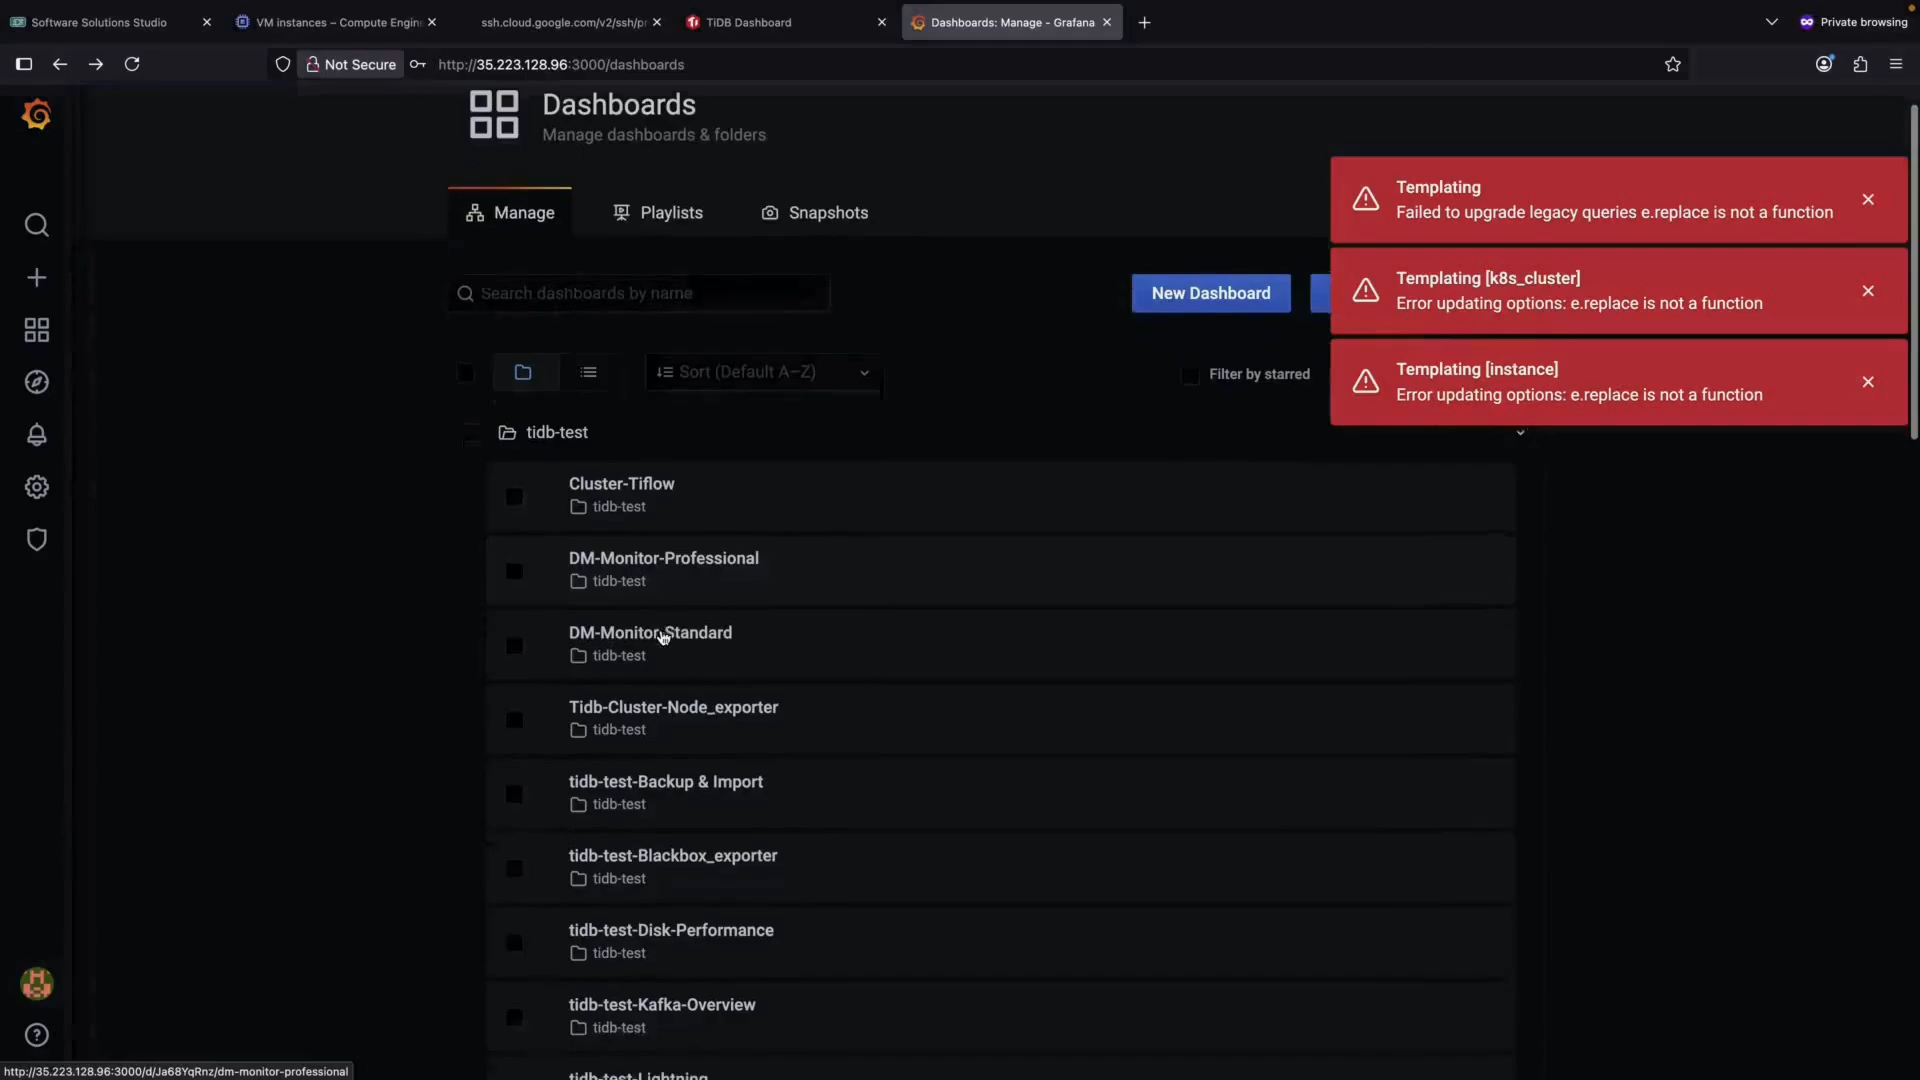 Software Solutions Studio
VM instances – Compute Engin
ssh.cloud.google.com/v2/ssh/pr
TiDB Dashboard
Dashboards: Manage - Grafana
Private browsing
Not Secure
http://35.223.128.96:3000/dashboards
Dashboards
Manage dashboards & folders
Manage
Playlists
Snapshots
Search dashboards by name
New Dashboard
Templating
Failed to upgrade legacy queries e.replace is not a function
Templating [k8s_cluster]
Error updating options: e.replace is not a function
Templating [instance]
Error updating options: e.replace is not a function
Sort (Default A–Z)
Filter by starred
tidb-test
Cluster-Tiflow
tidb-test
DM-Monitor-Professional
tidb-test
DM-Monitor-Standard
tidb-test
Tidb-Cluster-Node_exporter
tidb-test
tidb-test-Backup & Import
tidb-test
tidb-test-Blackbox_exporter
tidb-test
tidb-test-Disk-Performance
tidb-test
tidb-test-Kafka-Overview
tidb-test
tidb-test-Lightning
http://35.223.128.96:3000/d/Ja68YqRnz/dm-monitor-professional